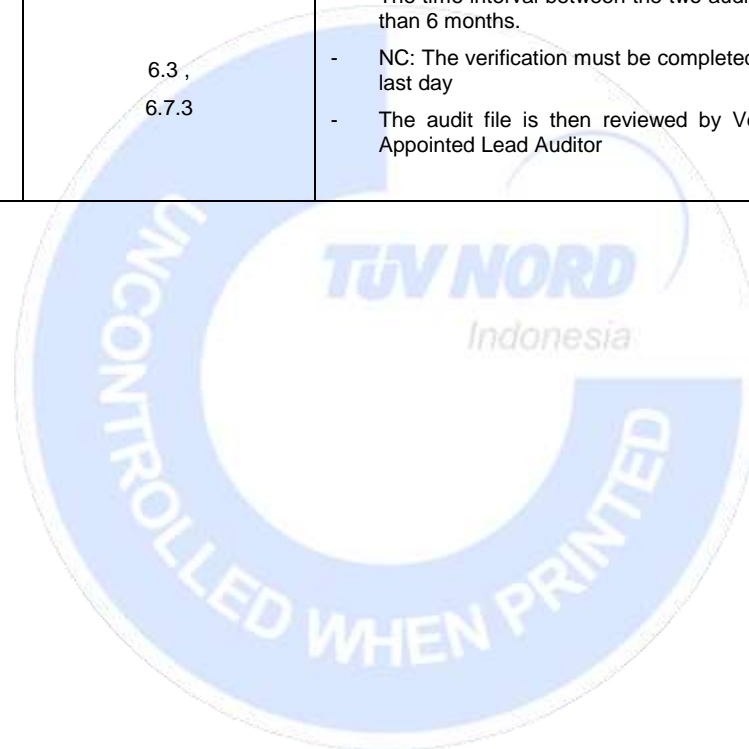 than 6 months.
6.3 ,
6.7.3
- NC: The verification must be completed
last day
- The audit file is then reviewed by
Appointed Lead Auditor
TÜV NORD
Indonesia
UNCONTROLLED WHEN PRINTED